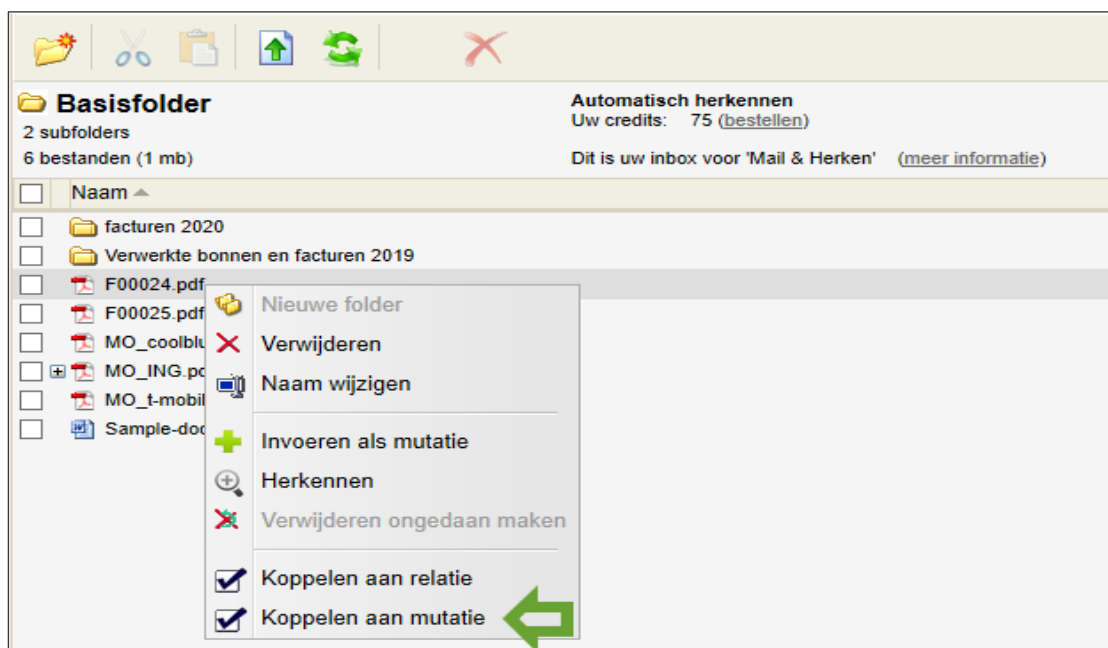 Basisfolder
2 subfolders
6 bestanden (1 mb)
Automatisch herkennen
Uw credits: 75 (bestellen)
Dit is uw inbox voor 'Mail & Herken' (meer informatie)
Naam
facturen 2020
Verwerkte bonnen en facturen 2019
F00024.pdf
F00025.pdf
MO_coolblu
MO_ING.pd
MO_t-mobil
Sample-doc
Nieuwe folder
Verwijderen
Naam wijzigen
Invoeren als mutatie
Herkennen
Verwijderen ongedaan maken
Koppelen aan relatie
Koppelen aan mutatie